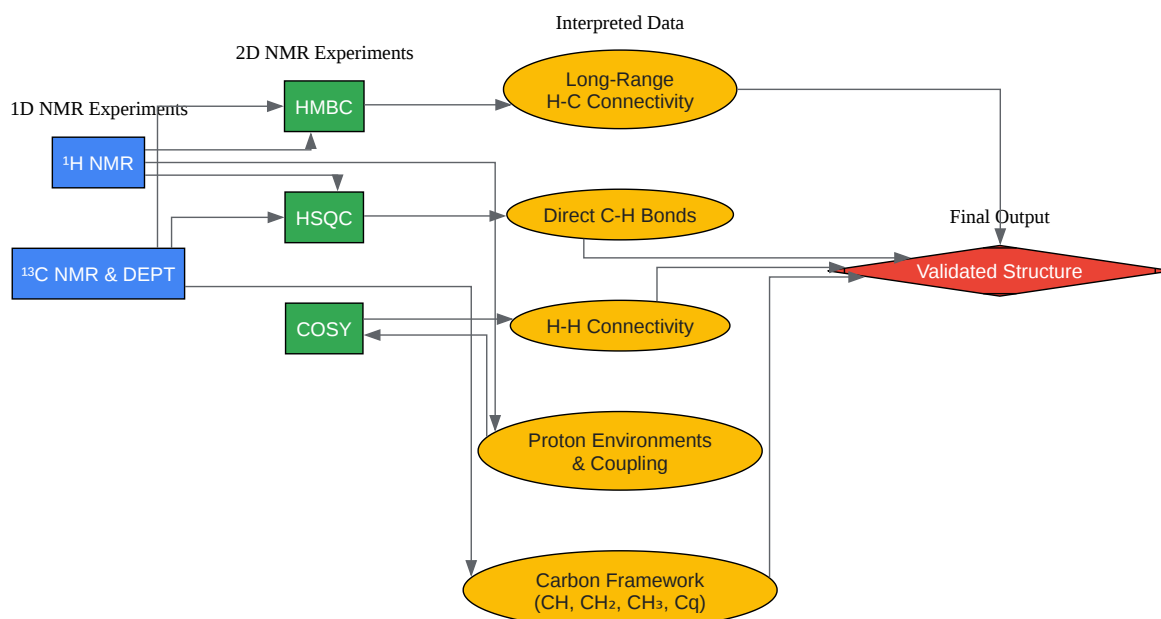 Interpreted Data
2D NMR Experiments
1D NMR Experiments
Long-Range
H-C Connectivity
HMBC
¹H NMR
HSQC
Direct C-H Bonds
Final Output
¹³C NMR & DEPT
Validated Structure
COSY
H-H Connectivity
Proton Environments
& Coupling
Carbon Framework
(CH, CH₂, CH₃, Cq)